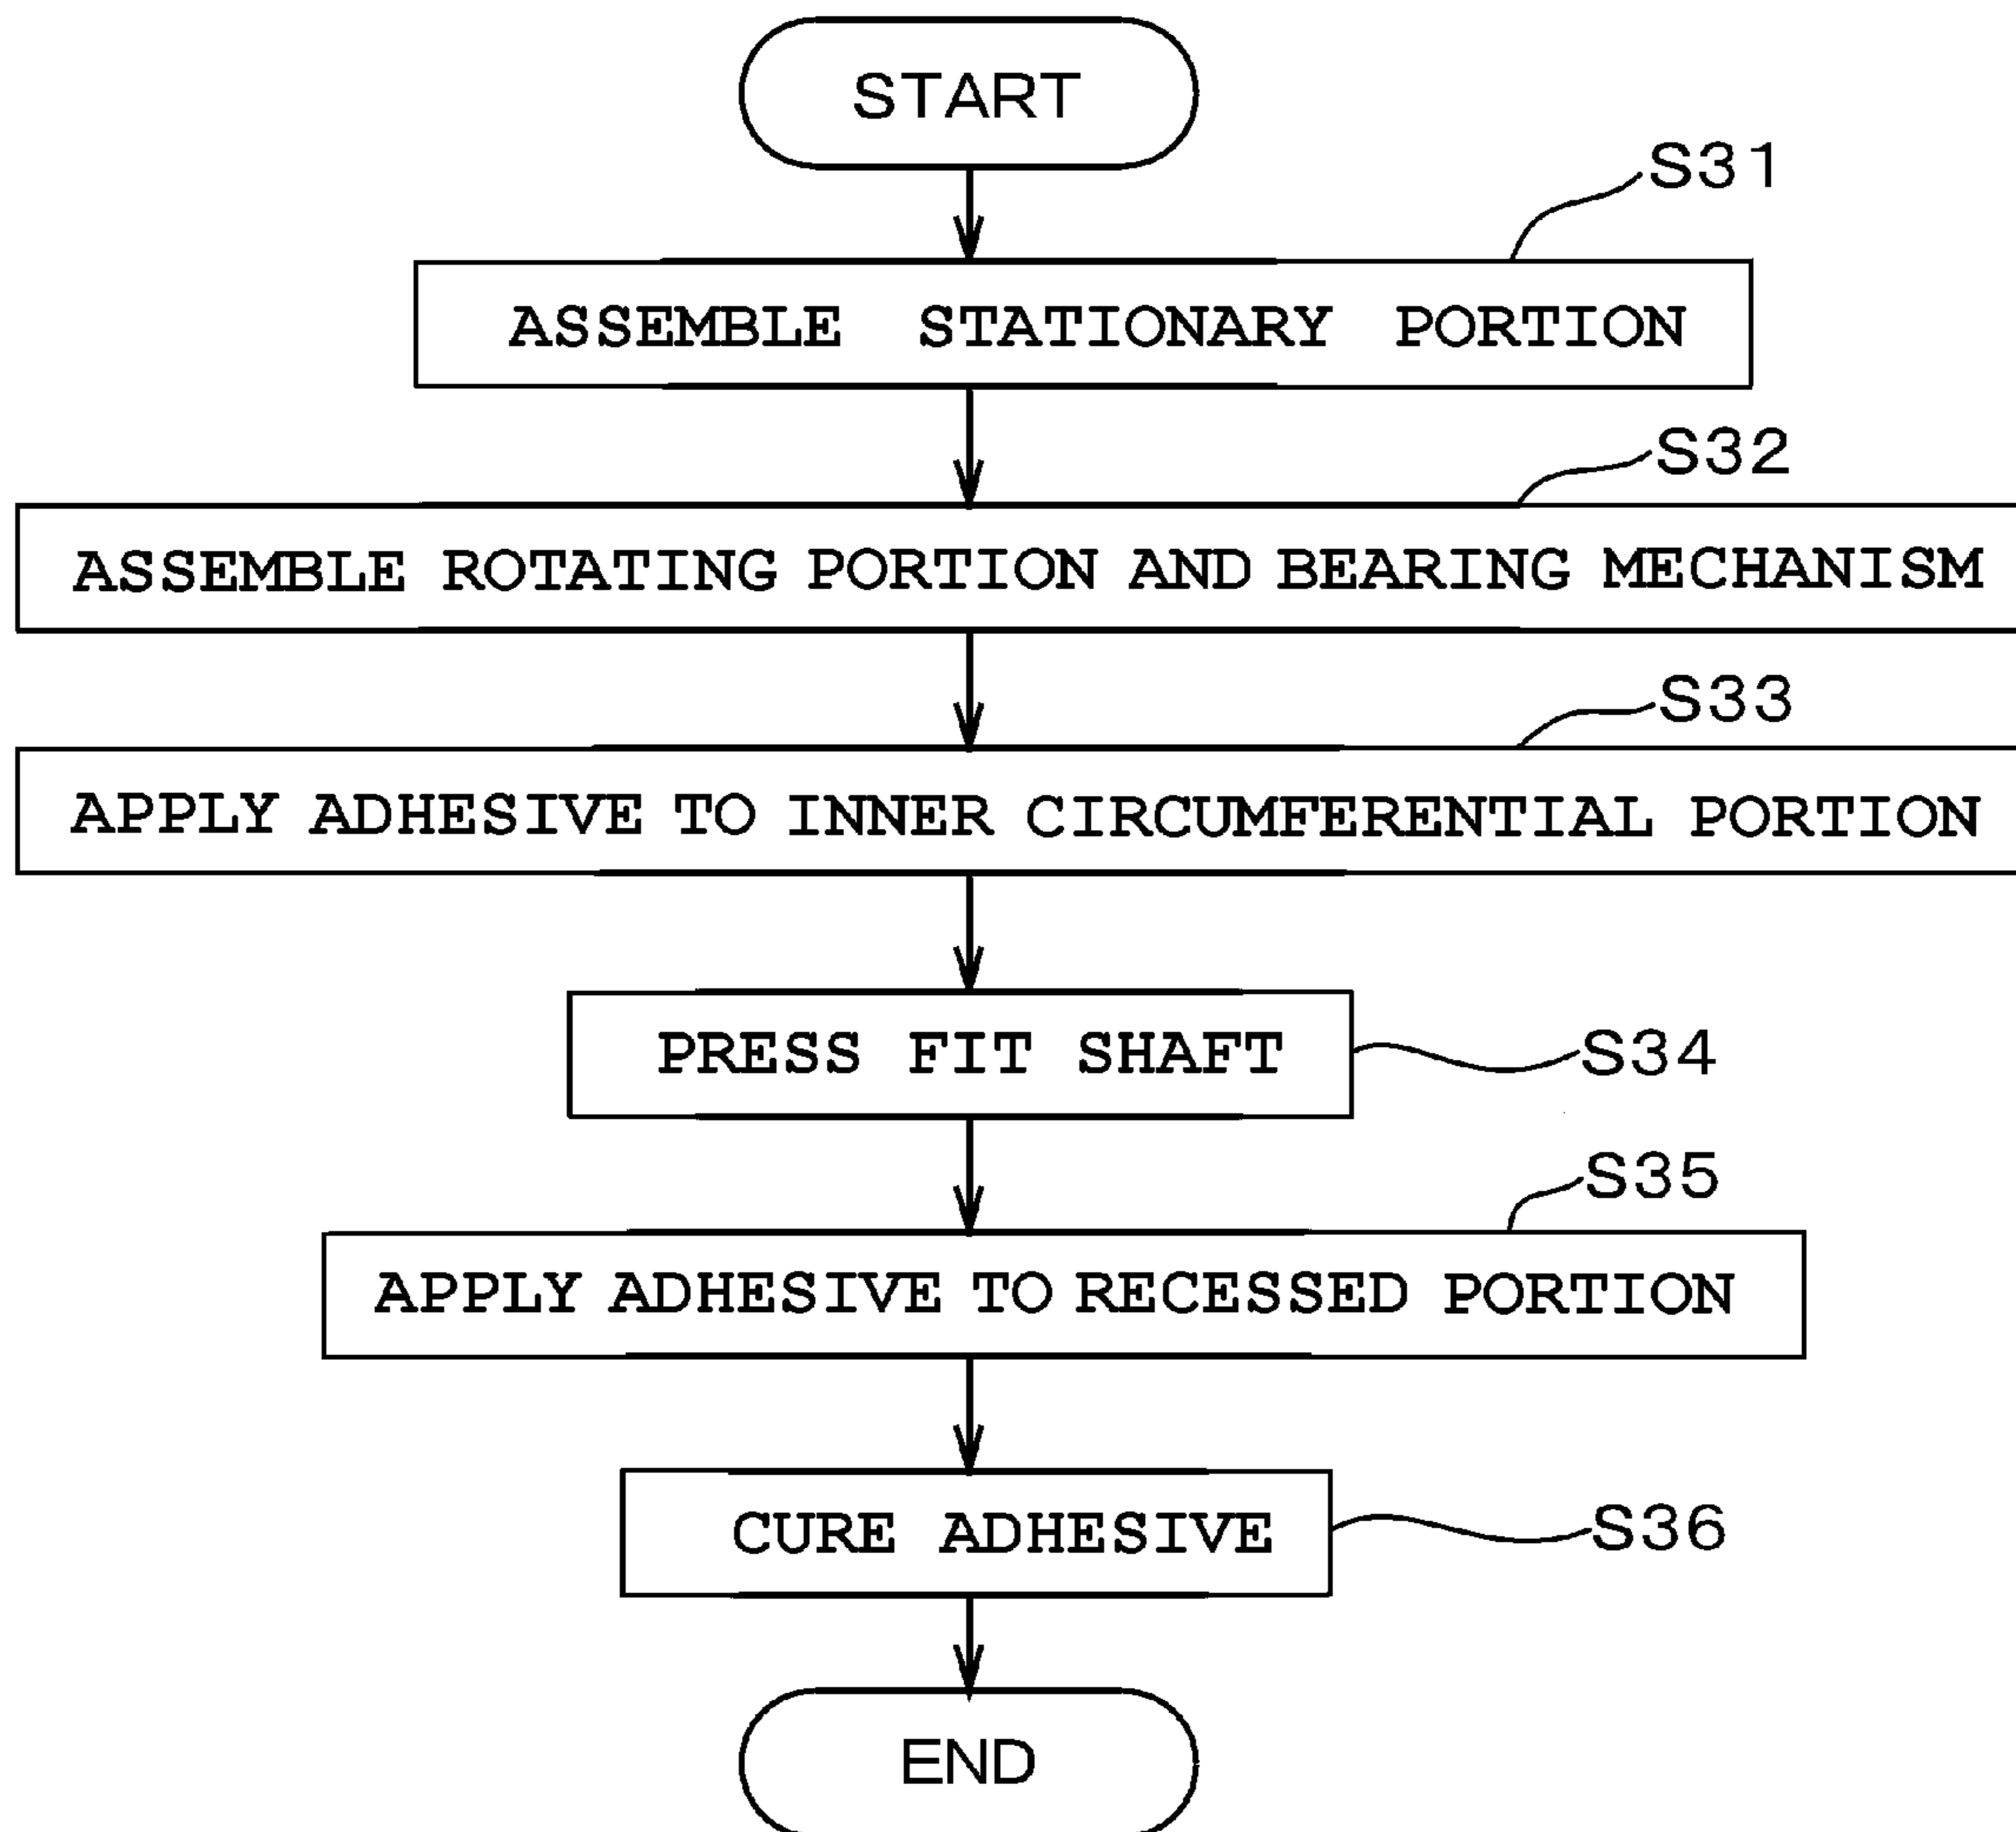 START
S31
ASSEMBLE STATIONARY PORTION
S32
ASSEMBLE ROTATING PORTION AND BEARING MECHANISM
S33
APPLY ADHESIVE TO INNER CIRCUMFERENTIAL PORTION
PRESS FIT SHAFT
S34
S35
APPLY ADHESIVE TO RECESSED PORTION
CURE ADHESIVE
S36
END